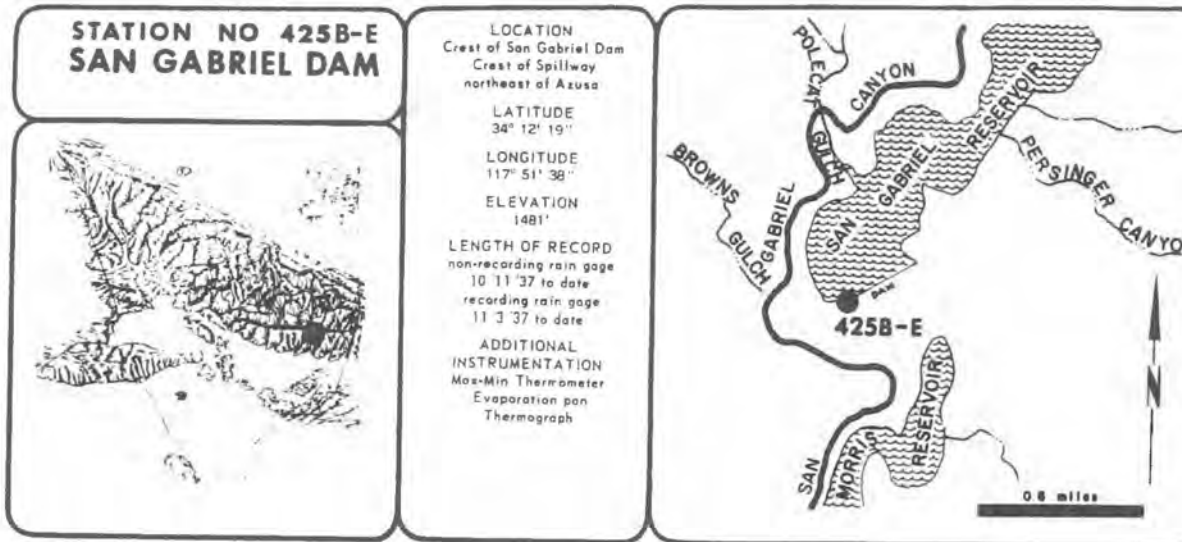 STATION NO 425B-E
SAN GABRIEL DAM
LOCATION
Crest of San Gabriel Dam
Crest of Spillway
northeast of Azusa
LATITUDE
34° 12' 19"
LONGITUDE
117° 51' 38"
ELEVATION
1481'
LENGTH OF RECORD
non-recording rain gage
10 11 '37 to date
recording rain gage
11 3 '37 to date
ADDITIONAL
INSTRUMENTATION
Max-Min Thermometer
Evaporation pan
Thermograph
POLECAT
GULCH
CANYON
SAN GABRIEL RESERVOIR
PERSINGER CANYON
BROWNS
GULCH
GABRIEL
SAN
DAM
425B-E
MORRIS RESERVOIR
N
0.6 miles